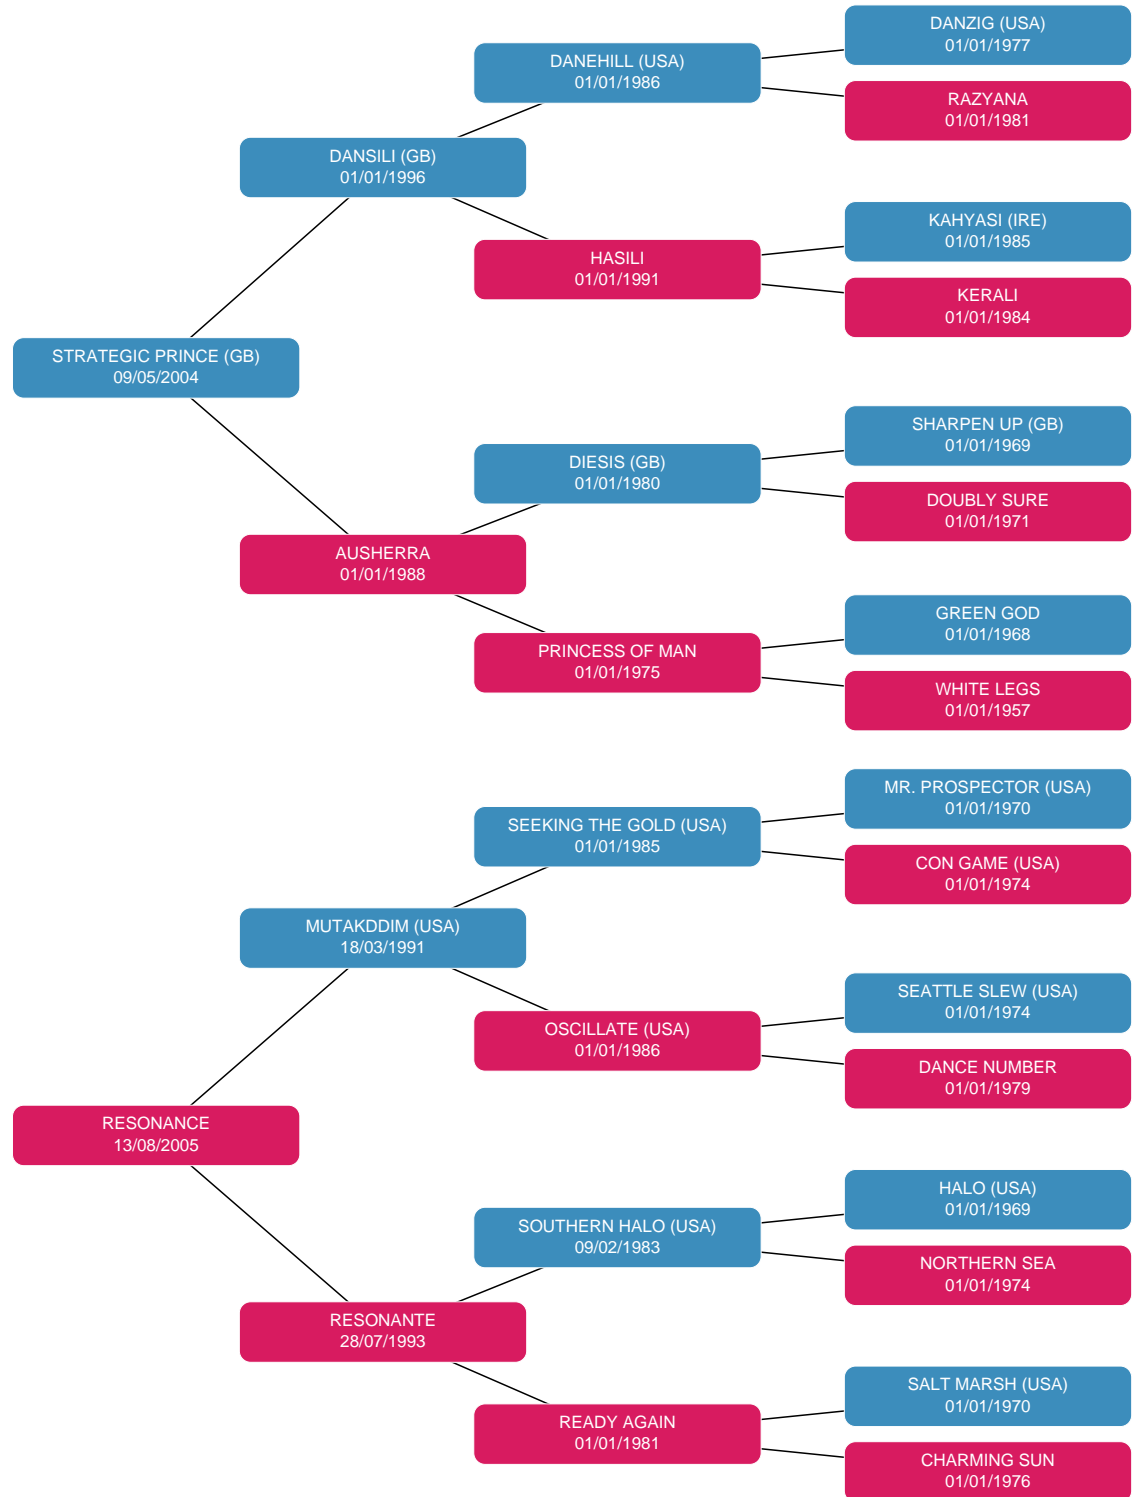 DANZIG (USA)
01/01/1977
DANEHILL (USA)
01/01/1986
RAZYANA
01/01/1981
DANSILI (GB)
01/01/1996
KAHYASI (IRE)
01/01/1985
HASILI
01/01/1991
KERALI
01/01/1984
STRATEGIC PRINCE (GB)
09/05/2004
SHARPEN UP (GB)
01/01/1969
DIESIS (GB)
01/01/1980
DOUBLY SURE
01/01/1971
AUSHERRA
01/01/1988
GREEN GOD
01/01/1968
PRINCESS OF MAN
01/01/1975
WHITE LEGS
01/01/1957
MR. PROSPECTOR (USA)
01/01/1970
SEEKING THE GOLD (USA)
01/01/1985
CON GAME (USA)
01/01/1974
MUTAKDDIM (USA)
18/03/1991
SEATTLE SLEW (USA)
01/01/1974
OSCILLATE (USA)
01/01/1986
DANCE NUMBER
01/01/1979
RESONANCE
13/08/2005
HALO (USA)
01/01/1969
SOUTHERN HALO (USA)
09/02/1983
NORTHERN SEA
01/01/1974
RESONANTE
28/07/1993
SALT MARSH (USA)
01/01/1970
READY AGAIN
01/01/1981
CHARMING SUN
01/01/1976